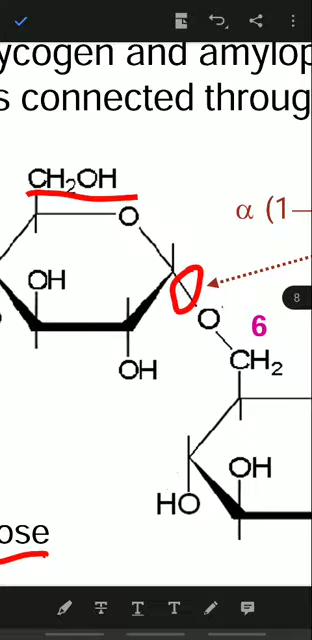 ycogen and amylop
s connected throug
CH2OH
O
α (1–
OH
8
O
6
OH
CH2
OH
HO
ose